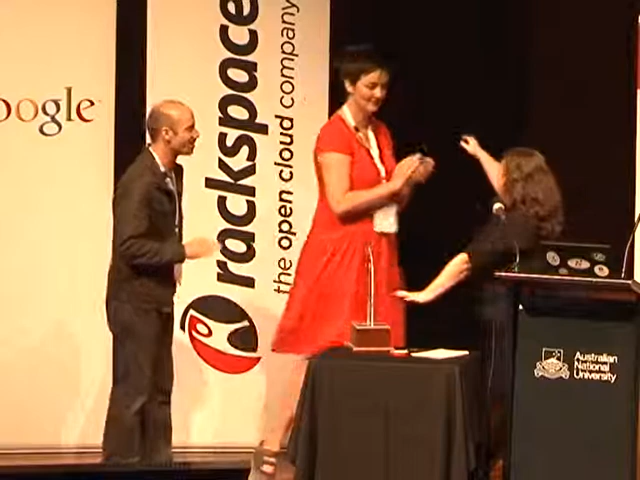 oogle
rackspace
the open cloud company
Australian
National
University